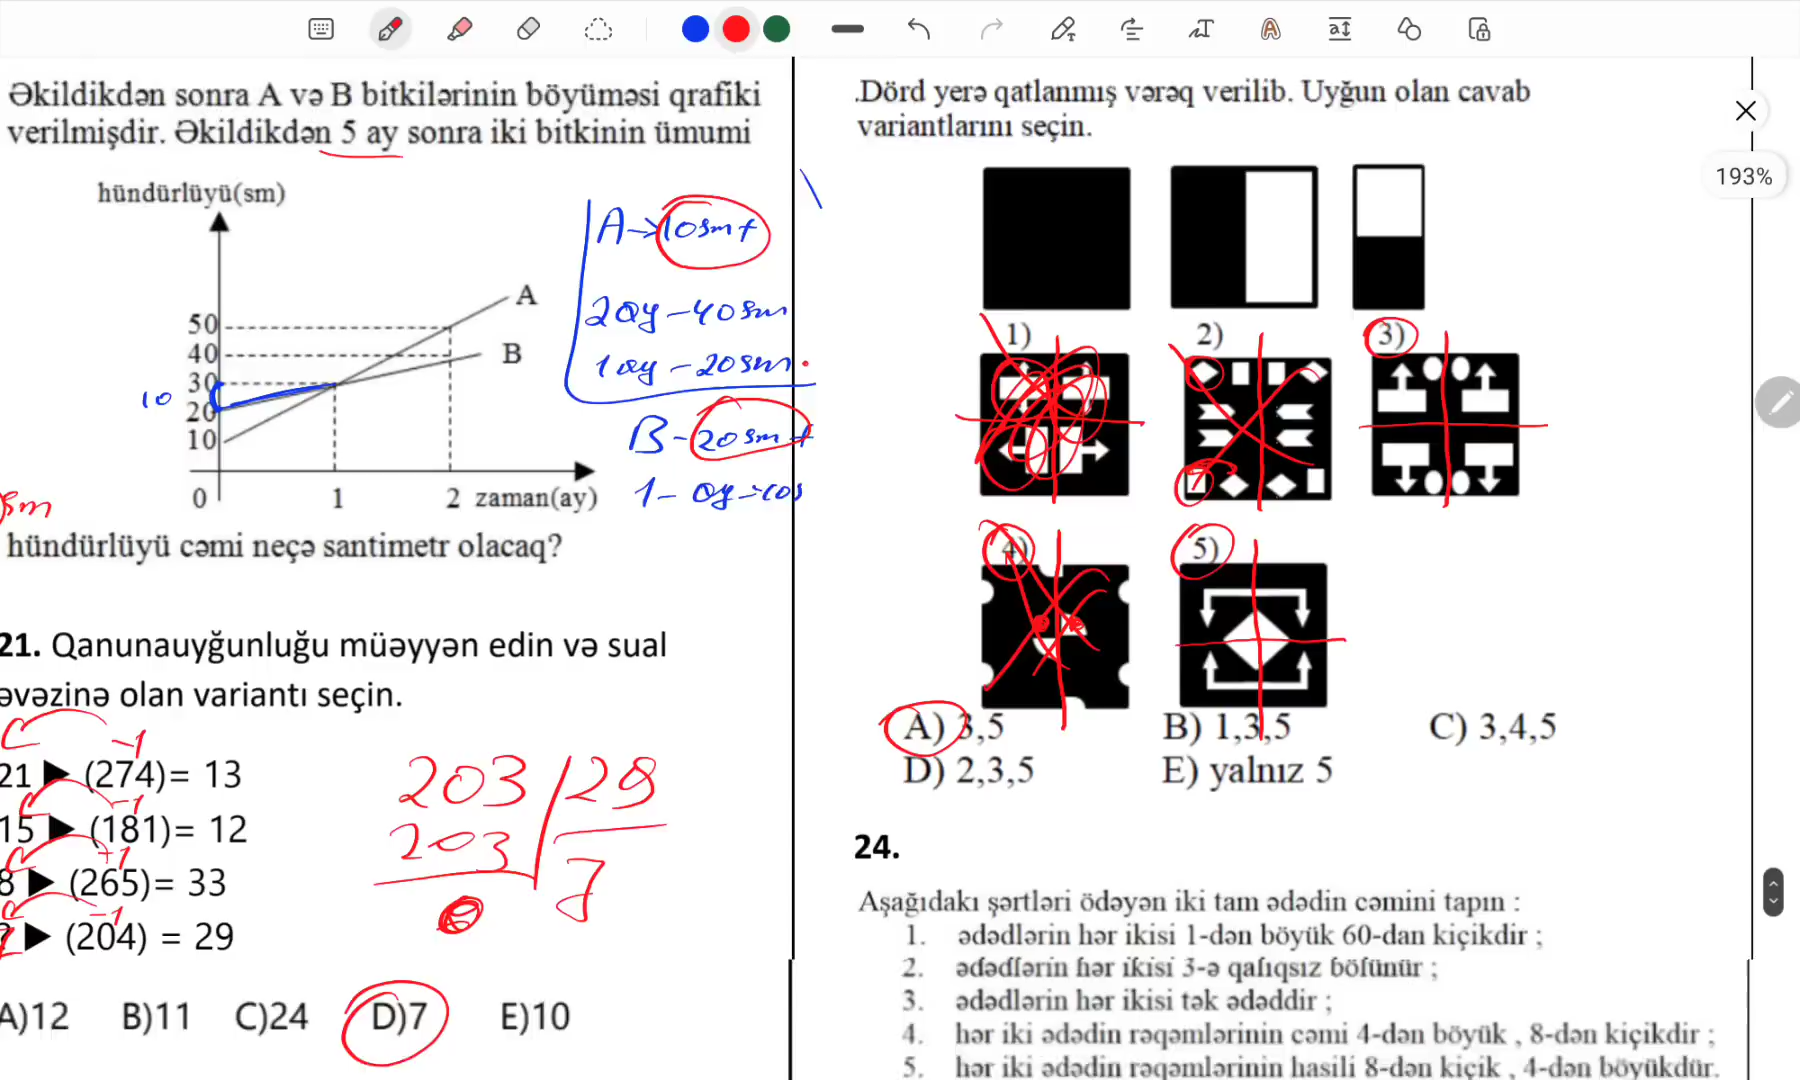 193%
Əkildikdən sonra A və B bitkilərinin böyüməsi qrafiki
verilmişdir. Əkildikdən 5 ay sonra iki bitkinin ümumi
hündürlüyü(sm)
A
B
50
40
30
20
10
0
1
2 zaman(ay)
10
A→10sm+
2ay-40sm
1ay-20sm
B-20sm+
sm
hündürlüyü cəmi neçə santimetr olacaq?
21. Qanunauyğunluğu müəyyən edin və sual
əvəzinə olan variantı seçin.
-1
21 ▶ (274)= 13
-1
15 ▶ (181)= 12
+1
8 ▶ (265)= 33
-1
▶ (204) = 29
203 29
203 7
A)12 B)11 C)24 D)7 E)10
.Dörd yerə qatlanmış vərəq verilib. Uyğun olan cavab
variantlarını seçin.
1) 2) 3)
4) 5)
A) 3,5 B) 1,3,5 C) 3,4,5
D) 2,3,5 E) yalnız 5
24.
Aşağıdakı şərtləri ödəyən iki tam ədədin cəmini tapın :
1. ədədlərin hər ikisi 1-dən böyük 60-dan kiçikdir ;
2. ədədlərin hər ikisi 3-ə qalıqsız bölünür ;
3. ədədlərin hər ikisi tək ədəddir ;
4. hər iki ədədin rəqəmlərinin cəmi 4-dən böyük , 8-dən kiçikdir ;
5. hər iki ədədin rəqəmlərinin hasili 8-dən kiçik , 4-dən böyükdür.